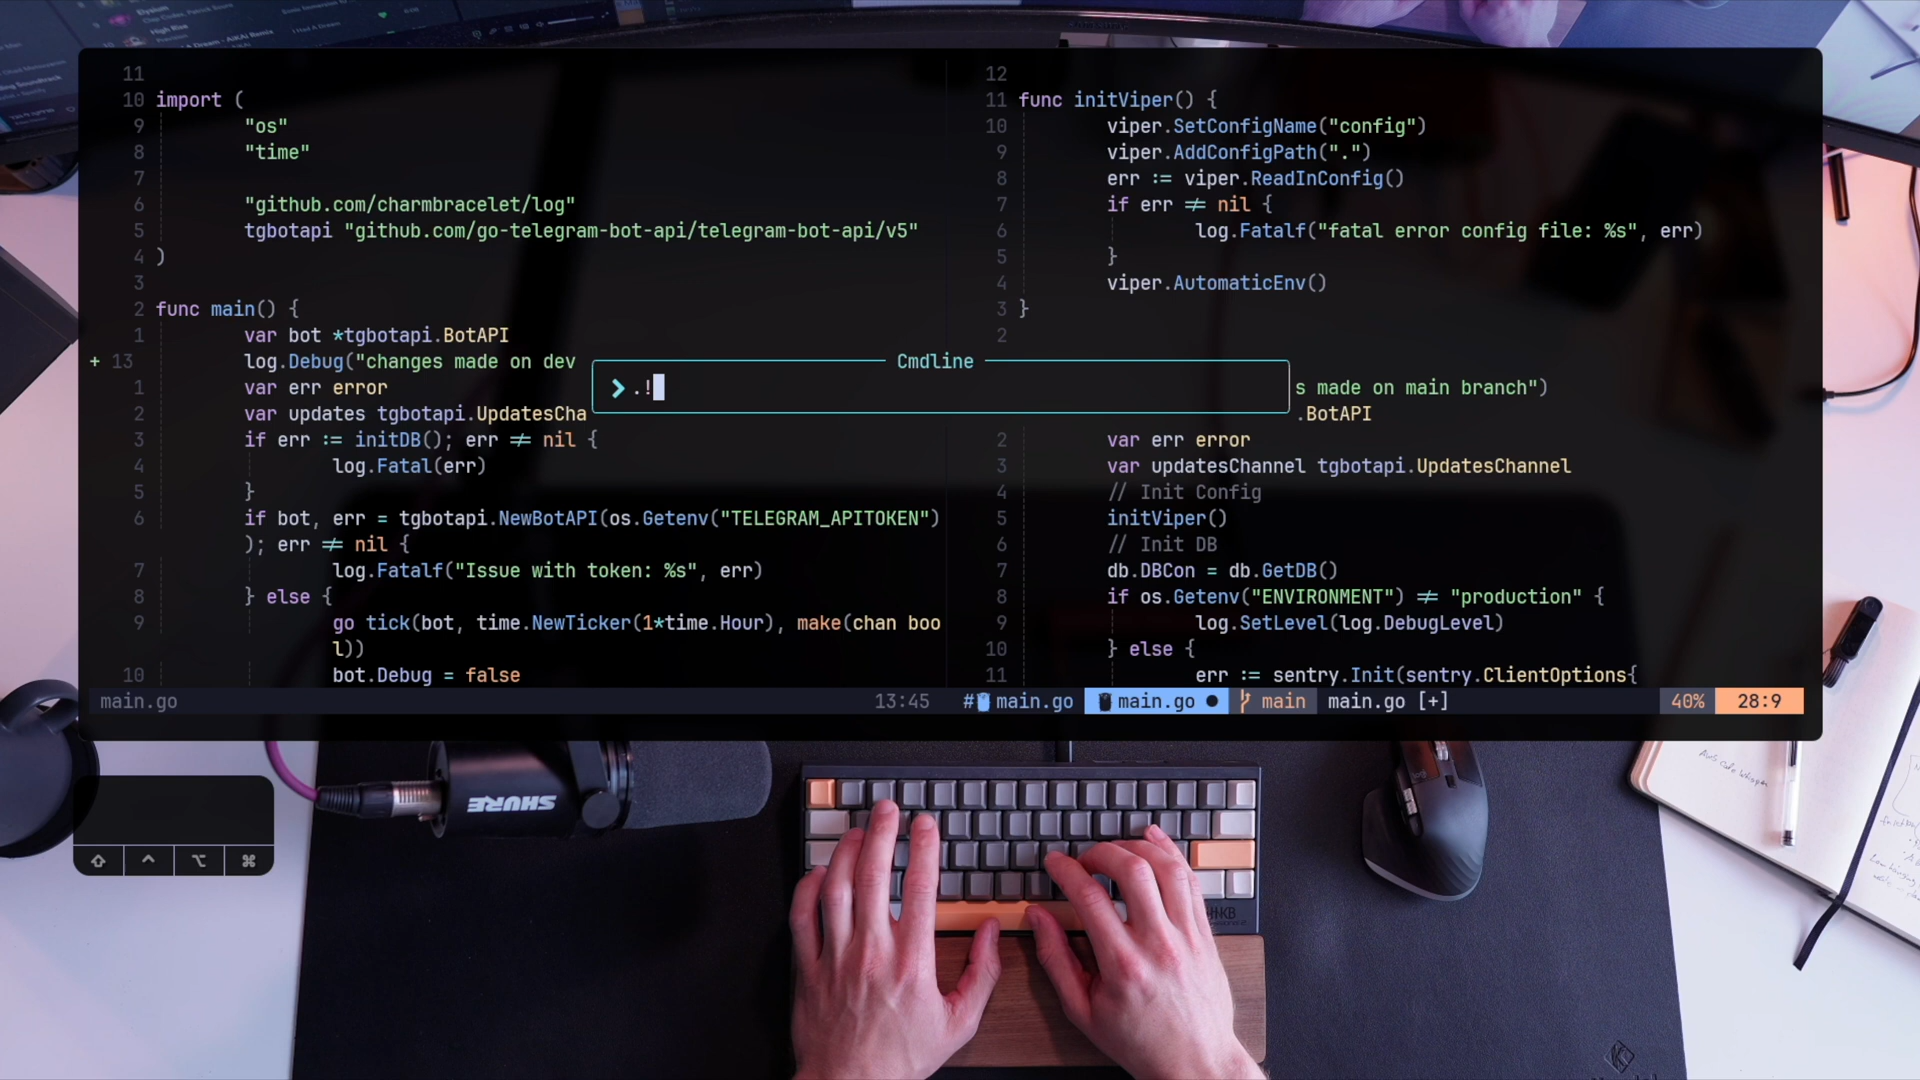 High Rise
A Dream - AIKAI Remix
I Had A Dream
11
10 import (
9 "os"
8 "time"
7
6 "github.com/charmbracelet/log"
5 tgbotapi "github.com/go-telegram-bot-api/telegram-bot-api/v5"
4 )
3
2 func main() {
1 var bot *tgbotapi.BotAPI
+ 13 log.Debug("changes made on dev
1 var err error
2 var updates tgbotapi.UpdatesCha
3 if err := initDB(); err != nil {
4 log.Fatal(err)
5 }
6 if bot, err = tgbotapi.NewBotAPI(os.Getenv("TELEGRAM_APITOKEN")
); err != nil {
7 log.Fatalf("Issue with token: %s", err)
8 } else {
9 go tick(bot, time.NewTicker(1*time.Hour), make(chan boo
l))
10 bot.Debug = false
main.go 13:45
12
11 func initViper() {
10 viper.SetConfigName("config")
9 viper.AddConfigPath(".")
8 err := viper.ReadInConfig()
7 if err != nil {
6 log.Fatalf("fatal error config file: %s", err)
5 }
4 viper.AutomaticEnv()
3 }
2
s made on main branch")
.BotAPI
2 var err error
3 var updatesChannel tgbotapi.UpdatesChannel
4 // Init Config
5 initViper()
6 // Init DB
7 db.DBCon = db.GetDB()
8 if os.Getenv("ENVIRONMENT") != "production" {
9 log.SetLevel(log.DebugLevel)
10 } else {
11 err := sentry.Init(sentry.ClientOptions{
# main.go main.go ● main main.go [+] 40% 28:9
Cmdline
❯ .!
SHURE
HHKB